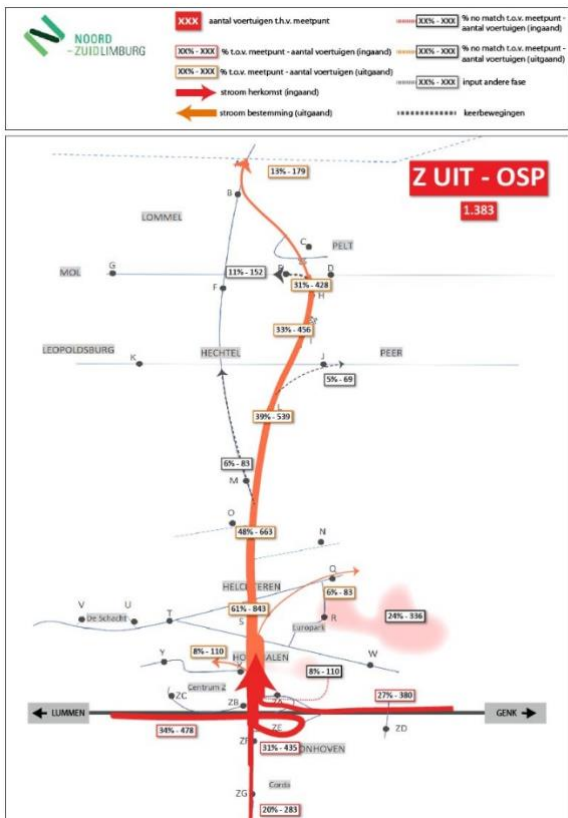 NOORD
-ZUIDLIMBURG
XXX aantal voertuigen t.h.v. meetpunt
XX% - XXX % t.o.v. meetpunt - aantal voertuigen (ingaand)
XX% - XXX % t.o.v. meetpunt - aantal voertuigen (uitgaand)
stroom herkomst (ingaand)
stroom bestemming (uitgaand)
XX% - XXX % no match t.o.v. meetpunt -
aantal voertuigen (ingaand)
XX% - XXX % no match t.o.v. meetpunt -
aantal voertuigen (uitgaand)
XX% - XXX input andere fase
keerbewegingen
Z UIT - OSP
1.383
13% - 179
B
LOMMEL
C
PELT
MOL
G
11% - 152
D
31% - 428
F
H
33% - 456
LEOPOLDSBURG
HECHTEL
PEER
K
J
5% - 69
L
39% - 539
6% - 83
M
O
48% - 663
N
HELCHTEREN
Q
6% - 83
61% - 843
V
U
De Schacht
T
S
R
24% - 336
Europark
Y
8% - 110
W
8% - 110
Centrum 2
ZC
ZB
ZA
27% - 380
LUMMEN
GENK
34% - 478
ZE
ZD
ZF
31% - 435
ZG
20% - 283